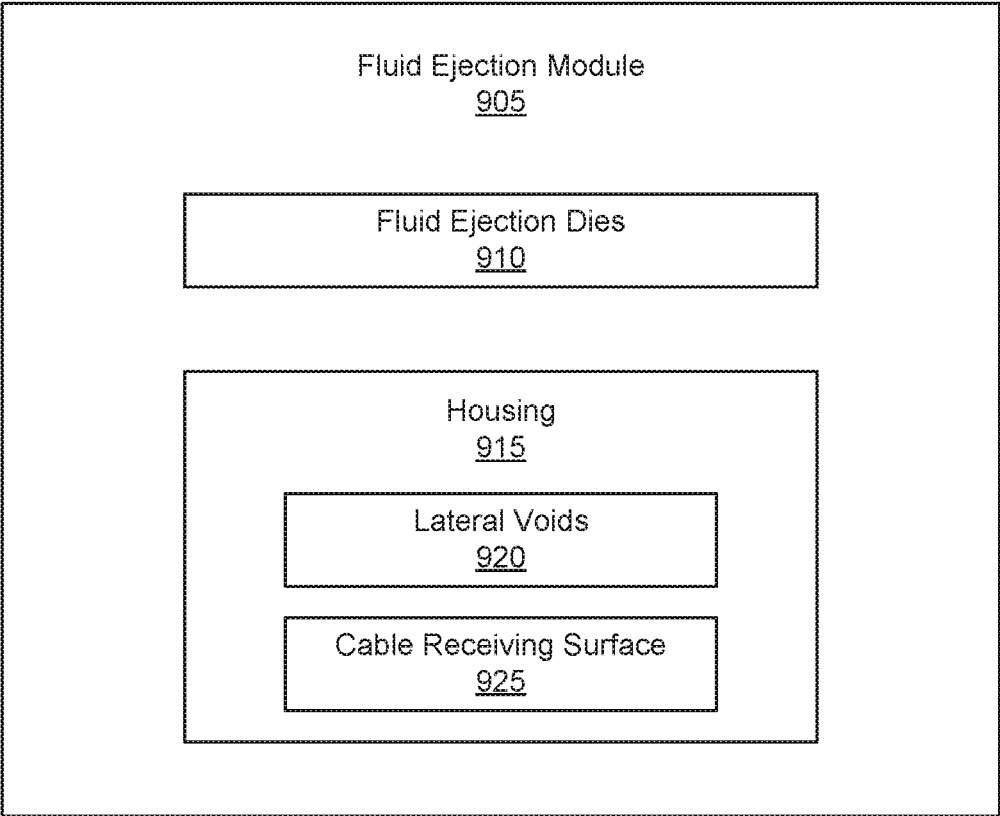 Fluid Ejection Module
905
Fluid Ejection Dies
910
Housing
915
Lateral Voids
920
Cable Receiving Surface
925